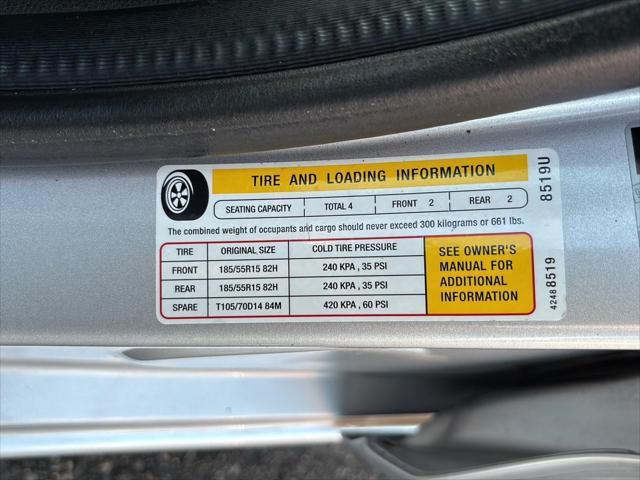 TIRE AND LOADING INFORMATION
SEATING CAPACITY TOTAL 4 FRONT 2 REAR 2
The combined weight of occupants and cargo should never exceed 300 kilograms or 661 lbs.
TIRE ORIGINAL SIZE COLD TIRE PRESSURE
FRONT 185/55R15 82H 240 KPA , 35 PSI
REAR 185/55R15 82H 240 KPA , 35 PSI
SPARE T105/70D14 84M 420 KPA , 60 PSI
SEE OWNER'S
MANUAL FOR
ADDITIONAL
INFORMATION
8519U
4248 8519